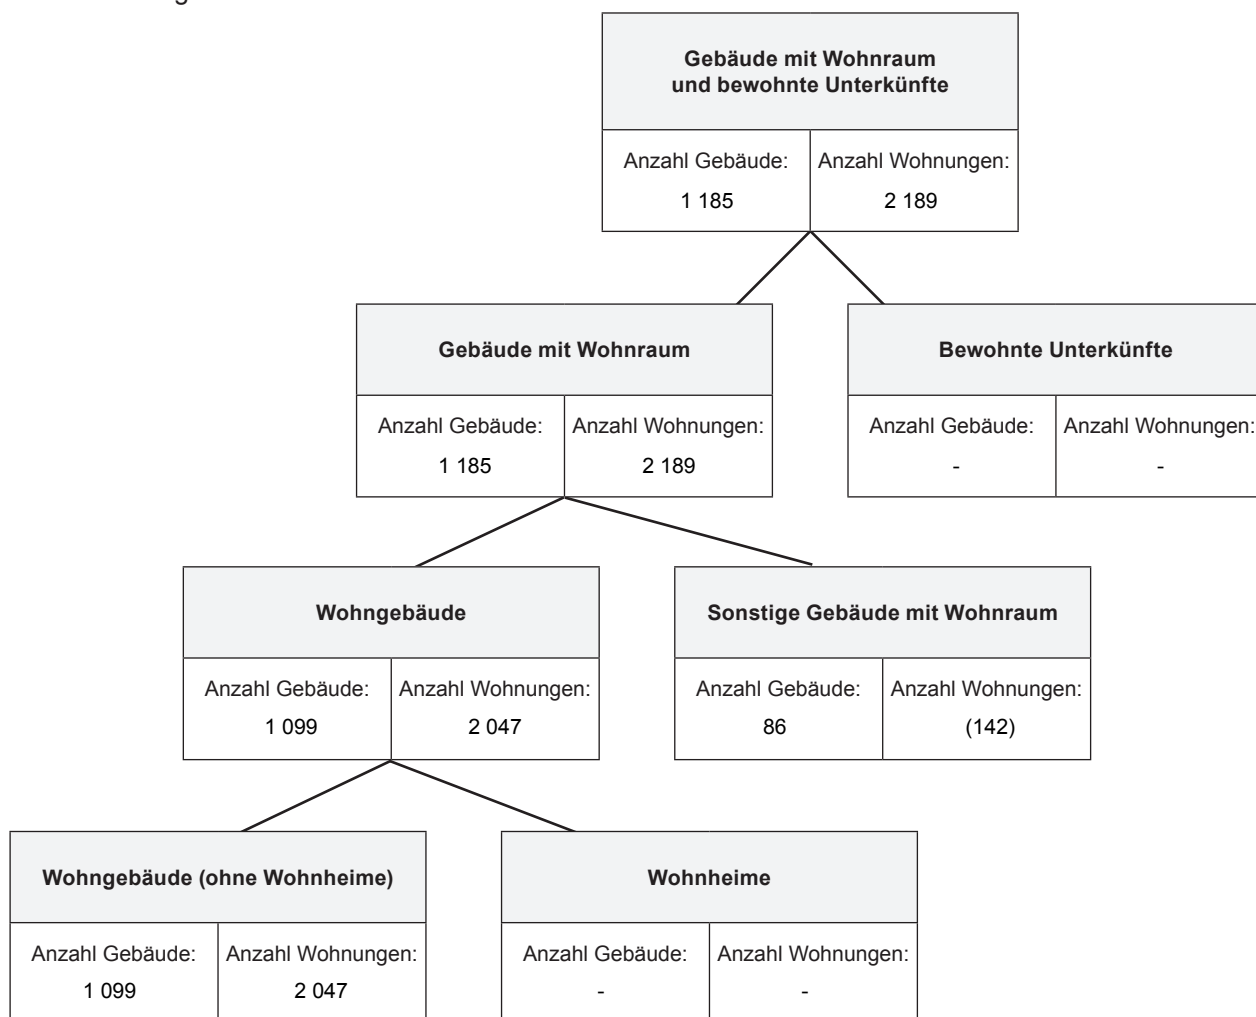 Gebäude mit Wohnraum
und bewohnte Unterkünfte
Anzahl Gebäude: Anzahl Wohnungen:
1 185 2 189
Gebäude mit Wohnraum Bewohnte Unterkünfte
Anzahl Gebäude: Anzahl Wohnungen: Anzahl Gebäude: Anzahl Wohnungen:
1 185 2 189 - -
Wohngebäude Sonstige Gebäude mit Wohnraum
Anzahl Gebäude: Anzahl Wohnungen: Anzahl Gebäude: Anzahl Wohnungen:
1 099 2 047 86 (142)
Wohngebäude (ohne Wohnheime) Wohnheime
Anzahl Gebäude: Anzahl Wohnungen: Anzahl Gebäude: Anzahl Wohnungen:
1 099 2 047 - -